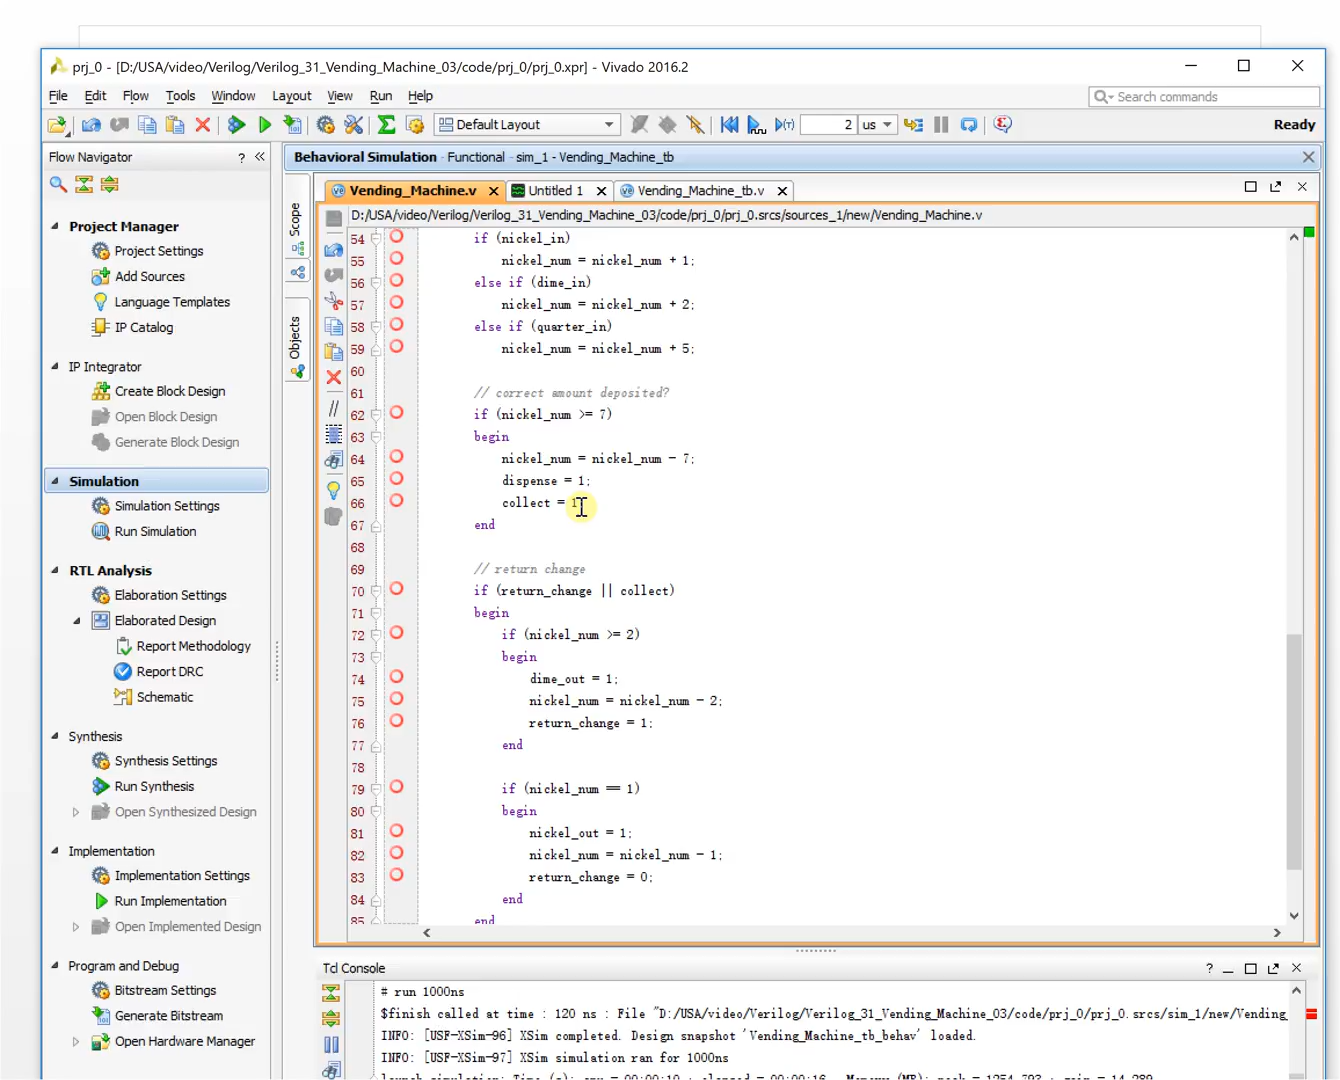 prj_0 - [D:/USA/video/Verilog/Verilog_31_Vending_Machine_03/code/prj_0/prj_0.xpr] - Vivado 2016.2
File Edit Flow Tools Window Layout View Run Help
Search commands
Default Layout
2 us
Ready
Flow Navigator
Project Manager
Project Settings
Add Sources
Language Templates
IP Catalog
IP Integrator
Create Block Design
Open Block Design
Generate Block Design
Simulation
Simulation Settings
Run Simulation
RTL Analysis
Elaboration Settings
Elaborated Design
Report Methodology
Report DRC
Schematic
Synthesis
Synthesis Settings
Run Synthesis
Open Synthesized Design
Implementation
Implementation Settings
Run Implementation
Open Implemented Design
Program and Debug
Bitstream Settings
Generate Bitstream
Open Hardware Manager
Behavioral Simulation - Functional - sim_1 - Vending_Machine_tb
Scope
Objects
Vending_Machine.v
Untitled 1
Vending_Machine_tb.v
D:/USA/video/Verilog/Verilog_31_Vending_Machine_03/code/prj_0/prj_0.srcs/sources_1/new/Vending_Machine.v
54 if (nickel_in)
55 nickel_num = nickel_num + 1;
56 else if (dime_in)
57 nickel_num = nickel_num + 2;
58 else if (quarter_in)
59 nickel_num = nickel_num + 5;
60
61 // correct amount deposited?
62 if (nickel_num >= 7)
63 begin
64 nickel_num = nickel_num - 7;
65 dispense = 1;
66 collect = 1
67 end
68
69 // return change
70 if (return_change || collect)
71 begin
72 if (nickel_num >= 2)
73 begin
74 dime_out = 1;
75 nickel_num = nickel_num - 2;
76 return_change = 1;
77 end
78
79 if (nickel_num == 1)
80 begin
81 nickel_out = 1;
82 nickel_num = nickel_num - 1;
83 return_change = 0;
84 end
85 end
Tcl Console
# run 1000ns
$finish called at time : 120 ns : File "D:/USA/video/Verilog/Verilog_31_Vending_Machine_03/code/prj_0/prj_0.srcs/sim_1/new/Vending_
INFO: [USF-XSim-96] XSim completed. Design snapshot 'Vending_Machine_tb_behav' loaded.
INFO: [USF-XSim-97] XSim simulation ran for 1000ns